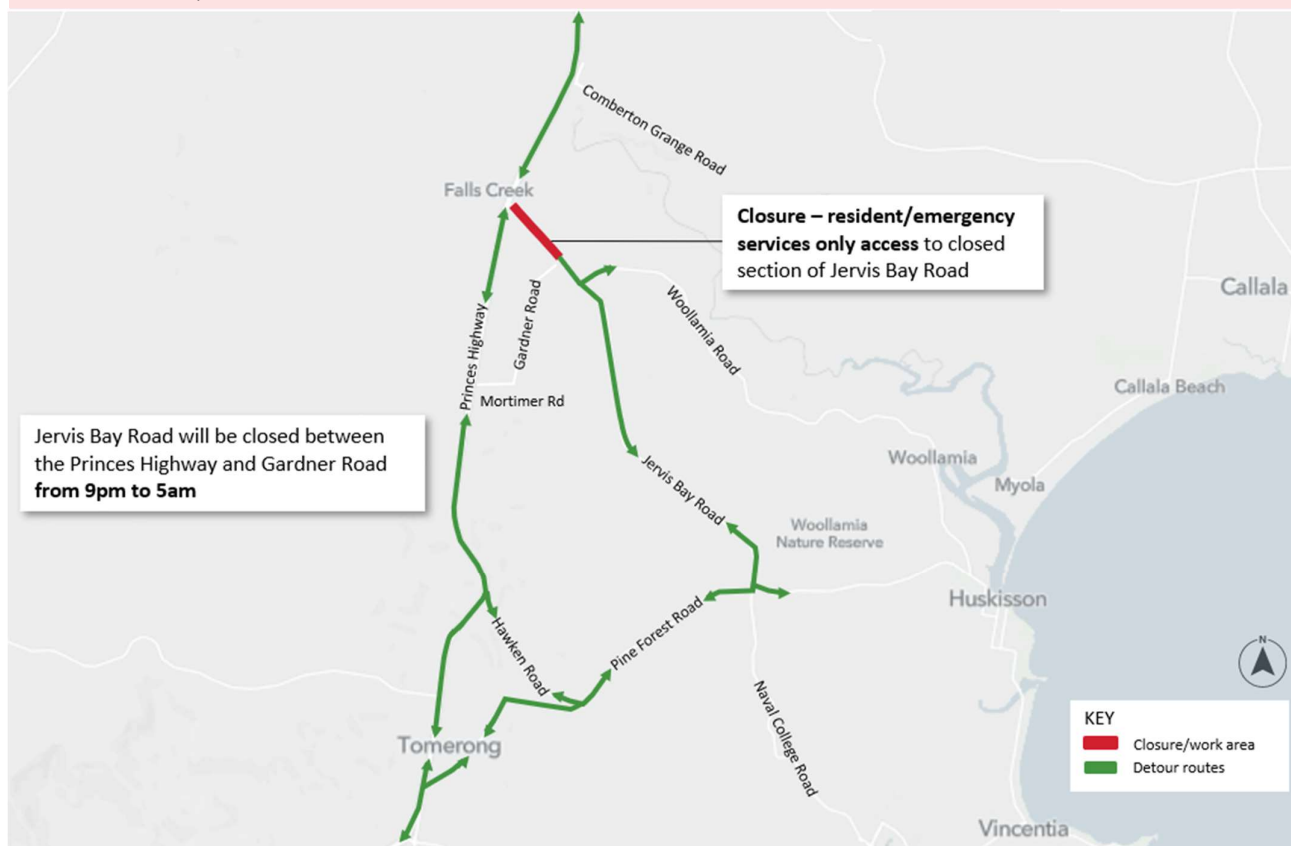 Comberton Grange Road
Falls Creek
Closure – resident/emergency
services only access to closed
section of Jervis Bay Road
Callala
Woollamia Road
Gardner Road
Princes Highway
Mortimer Rd
Callala Beach
Jervis Bay Road will be closed between
the Princes Highway and Gardner Road
from 9pm to 5am
Woollamia
Myola
Jervis Bay Road
Woollamia
Nature Reserve
Huskisson
Pine Forest Road
Hawken Road
N
Naval College Road
KEY
Closure/work area
Detour routes
Tomerong
Vincentia